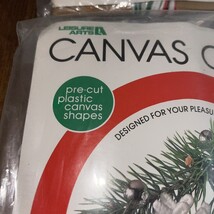 LEISURE
ARTS
CANVAS
pre-cut
plastic
canvas
shapes
DESIGNED FOR YOUR PLEASU